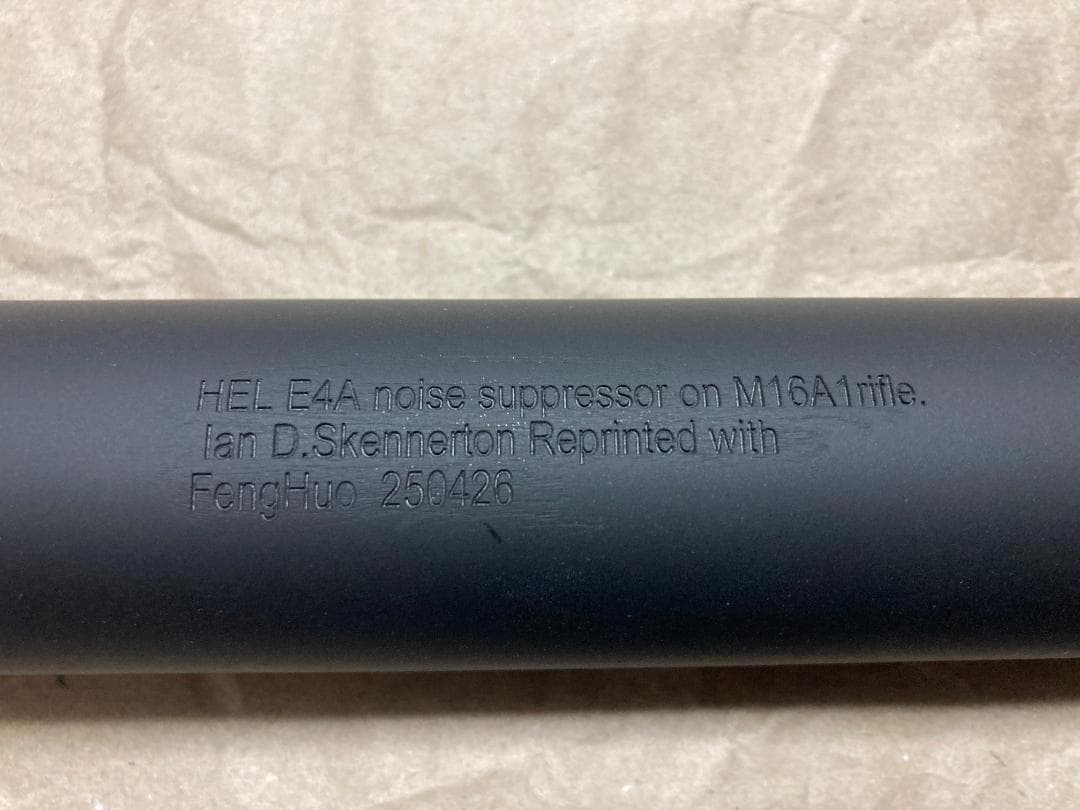 HEL E4A noise suppressor on M16A1rifle.
Ian D.Skennerton Reprinted with
FengHuo 250426